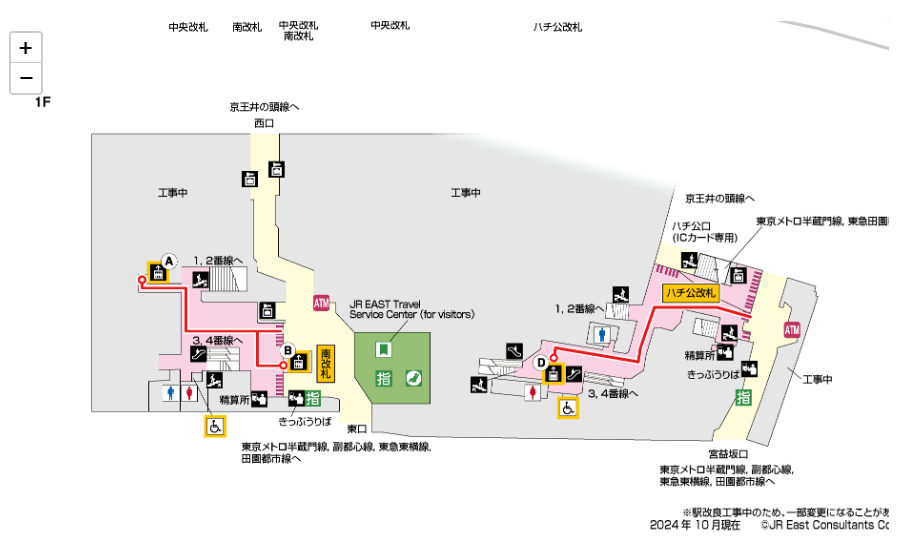 中央改札
南改札
中央改札
南改札
中央改札
ハチ公改札
+
−
1F
京王井の頭線へ
西口
工事中
工事中
京王井の頭線へ
ハチ公口
(ICカード専用)
東京メトロ半蔵門線, 東急田園
A
1, 2番線へ
ハチ公改札
ATM
JR EAST Travel
Service Center (for visitors)
1, 2番線へ
ATM
3, 4番線へ
B
南改札
D
精算所
きっぷうりば
工事中
指
3, 4番線へ
精算所
指
指
きっぷうりば
東口
東京メトロ半蔵門線, 副都心線, 東急東横線,
田園都市線へ
宮益坂口
東京メトロ半蔵門線, 副都心線,
東急東横線, 田園都市線へ
※駅改良工事中のため、一部変更になることがあ
2024年10月現在 ©JR East Consultants Co